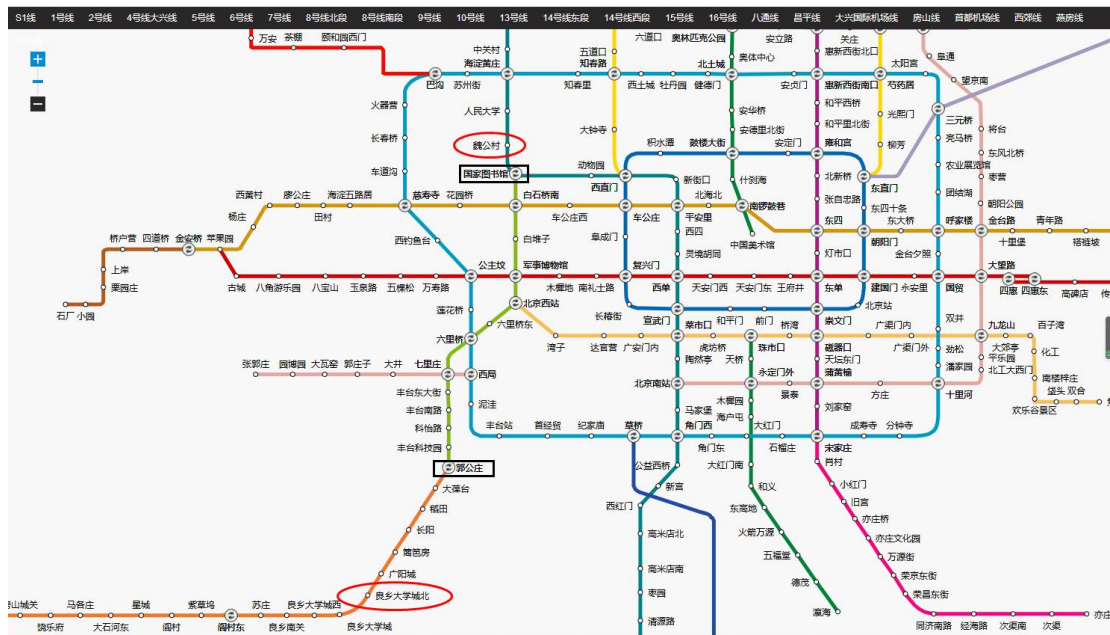 S1线 1号线 2号线 4号线大兴线 5号线 6号线 7号线 8号线北段 8号线南段 9号线 10号线 13号线 14号线东段 14号线西段 15号线 16号线 八通线 昌平线 大兴国际机场线 房山线 首都机场线 西郊线 燕房线
万安 茶棚 颐和园西门
中关村
五道口
六道口
奥林匹克公园
安立路
关庄
惠新西街北口
阜通
海淀黄庄
知春路
奥体中心
北土城
太阳宫
望京南
巴沟
苏州街
知春里
西土城
牡丹园
健德门
安贞门
惠新西街南口
芍药居
火器营
人民大学
安华桥
和平西桥
光熙门
三元桥
将台
大钟寺
安德里北街
和平里北街
亮马桥
长春桥
魏公村
积水潭
鼓楼大街
安定门
雍和宫
柳芳
东风北桥
车道沟
国家图书馆
动物园
西直门
新街口
什刹海
北新桥
东直门
农业展览馆
枣营
西黄村
廖公庄
海淀五路居
慈寿寺
花园桥
白石桥南
团结湖
朝阳公园
杨庄
田村
车公庄西
车公庄
平安里
北海北
南锣鼓巷
张自忠路
东四十条
东大桥
呼家楼
金台路
青年路
桥户营
四道桥
金安桥
苹果园
西钓鱼台
白堆子
阜成门
西四
中国美术馆
东四
朝阳门
十里堡
褡裢坡
上岸
灵境胡同
灯市口
金台夕照
栗园庄
公主坟
军事博物馆
复兴门
大望路
石厂
小园
古城
八角游乐园
八宝山
玉泉路
五棵松
万寿路
木樨地
南礼士路
西单
天安门西
天安门东
王府井
东单
建国门
永安里
国贸
四惠
四惠东
高碑店
北京西站
长椿街
北京站
莲花桥
六里桥东
宣武门
菜市口
和平门
前门
桥湾
崇文门
广渠门内
双井
九龙山
百子湾
六里桥
湾子
达官营
广安门内
虎坊桥
珠市口
磁器口
广渠门外
劲松
大郊亭
化工
张郭庄
园博园
大瓦窑
郭庄子
大井
七里庄
西局
陶然亭
天桥
天坛东门
潘家园
平乐园
蒲黄榆
北工大西门
北京南站
永定门外
景泰
方庄
十里河
南楼梓庄
垡头
双合
欢乐谷景区
丰台东大街
泥洼
木樨园
丰台南路
马家堡
海户屯
刘家窑
科怡路
丰台站
首经贸
纪家庙
草桥
角门西
大红门
成寿寺
分钟寺
丰台科技园
角门东
石榴庄
宋家庄
郭公庄
公益西桥
大红门南
肖村
大葆台
新宫
和义
小红门
稻田
西红门
东高地
旧宫
长阳
高米店北
火箭万源
亦庄桥
篱笆房
亦庄文化园
五福堂
万源街
广阳城
高米店南
德茂
荣京东街
良乡大学城北
枣园
瀛海
荣昌东街
马各庄
星城
紫草坞
苏庄
良乡大学城西
饶乐府
大石河东
阎村
阎村东
良乡南关
良乡大学城
清源路
同济南路
经海路
次渠南
次渠